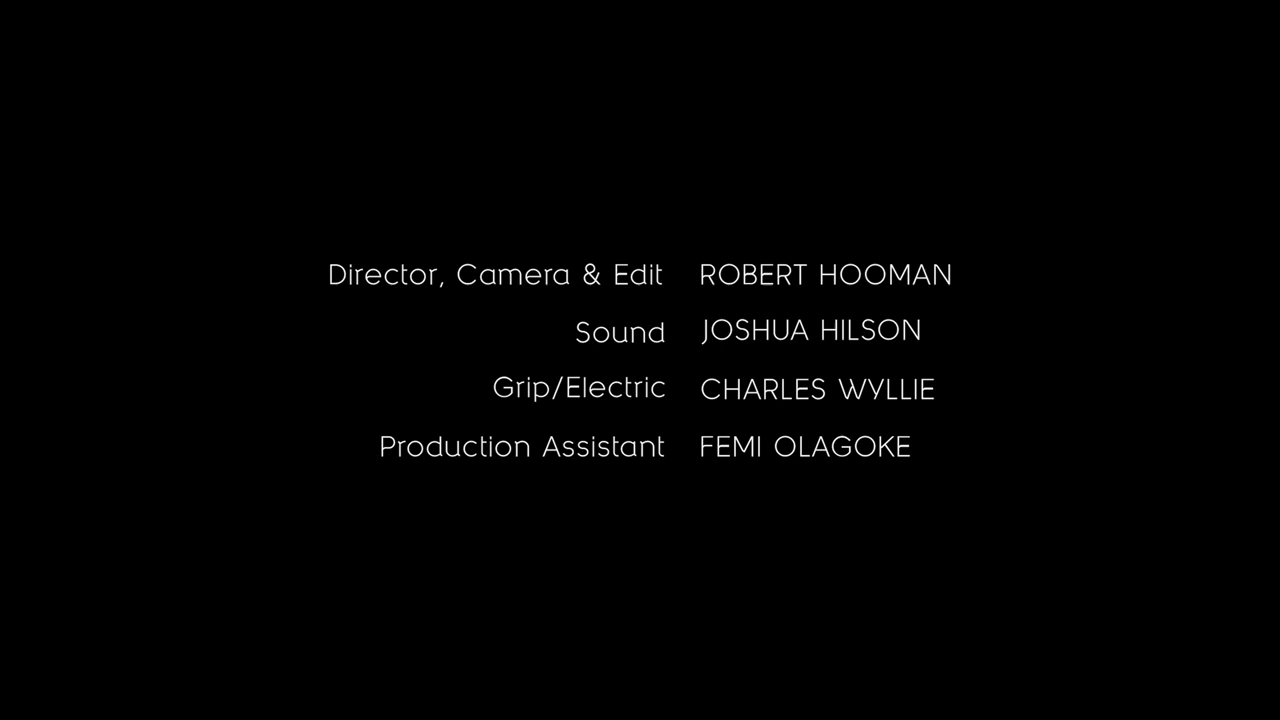 Director, Camera & Edit ROBERT HOOMAN
Sound JOSHUA HILSON
Grip/Electric CHARLES WYLLIE
Production Assistant FEMI OLAGOKE